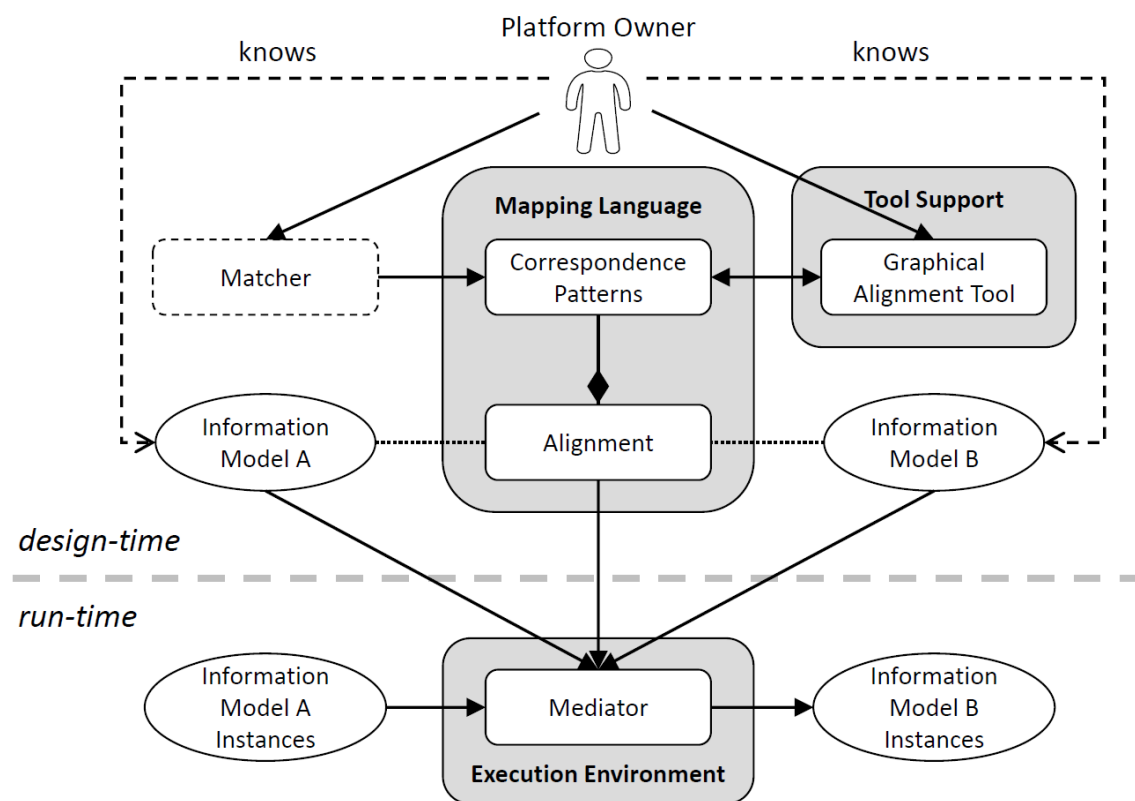 Platform Owner
knows
knows
Mapping Language
Tool Support
Matcher
Correspondence
Patterns
Graphical
Alignment Tool
Information
Model A
Alignment
Information
Model B
design-time
run-time
Information
Model A
Instances
Mediator
Information
Model B
Instances
Execution Environment